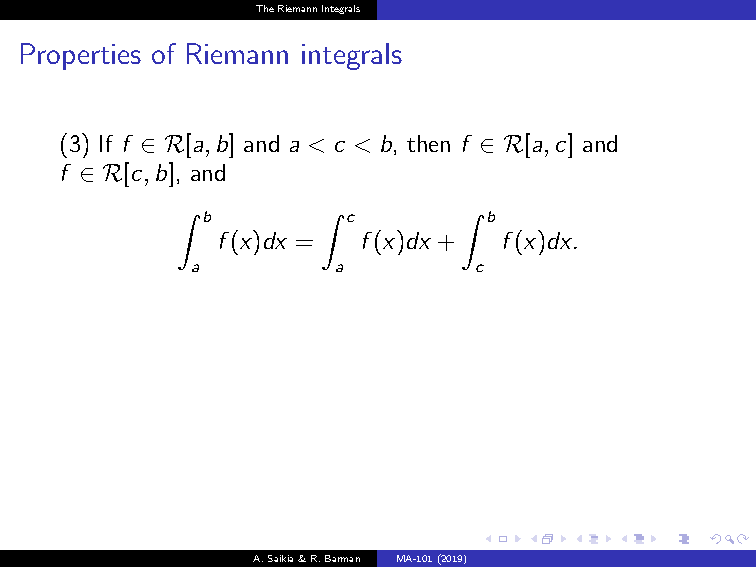 The Riemann Integrals
Properties of Riemann integrals
(3) If f ∈ R[a, b] and a < c < b, then f ∈ R[a, c] and
f ∈ R[c, b], and
∫_a^b f(x)dx = ∫_a^c f(x)dx + ∫_c^b f(x)dx.
A. Saikia & R. Barman MA-101 (2019)